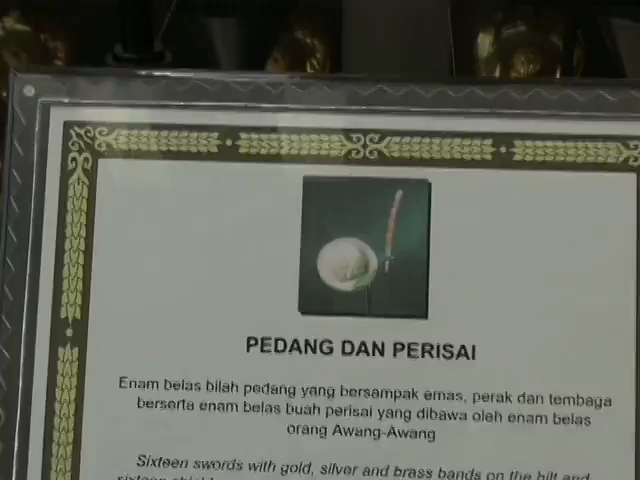 PEDANG DAN PERISAI
Enam belas bilah pedang yang bersampak emas, perak dan tembaga
berserta enam belas buah perisai yang dibawa oleh enam belas
orang Awang-Awang
Sixteen swords with gold, silver and brass bands on the hilt and
sixteen